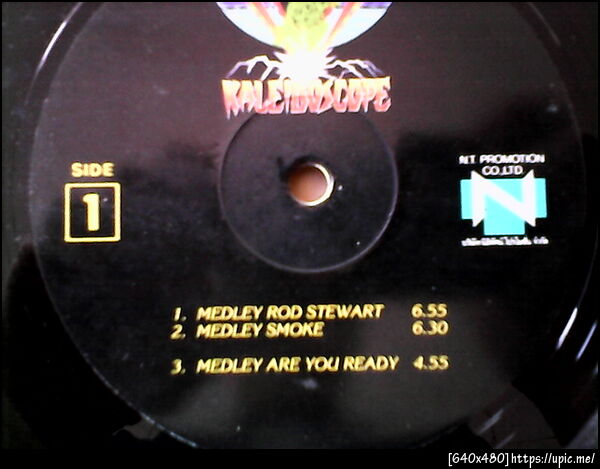 KALEIDOSCOPE
SIDE
1
N.T. PROMOTION
CO.,LTD
N
1. MEDLEY ROD STEWART 6.55
2. MEDLEY SMOKE 6.30
3. MEDLEY ARE YOU READY 4.55
[640x480]https://upic.me/